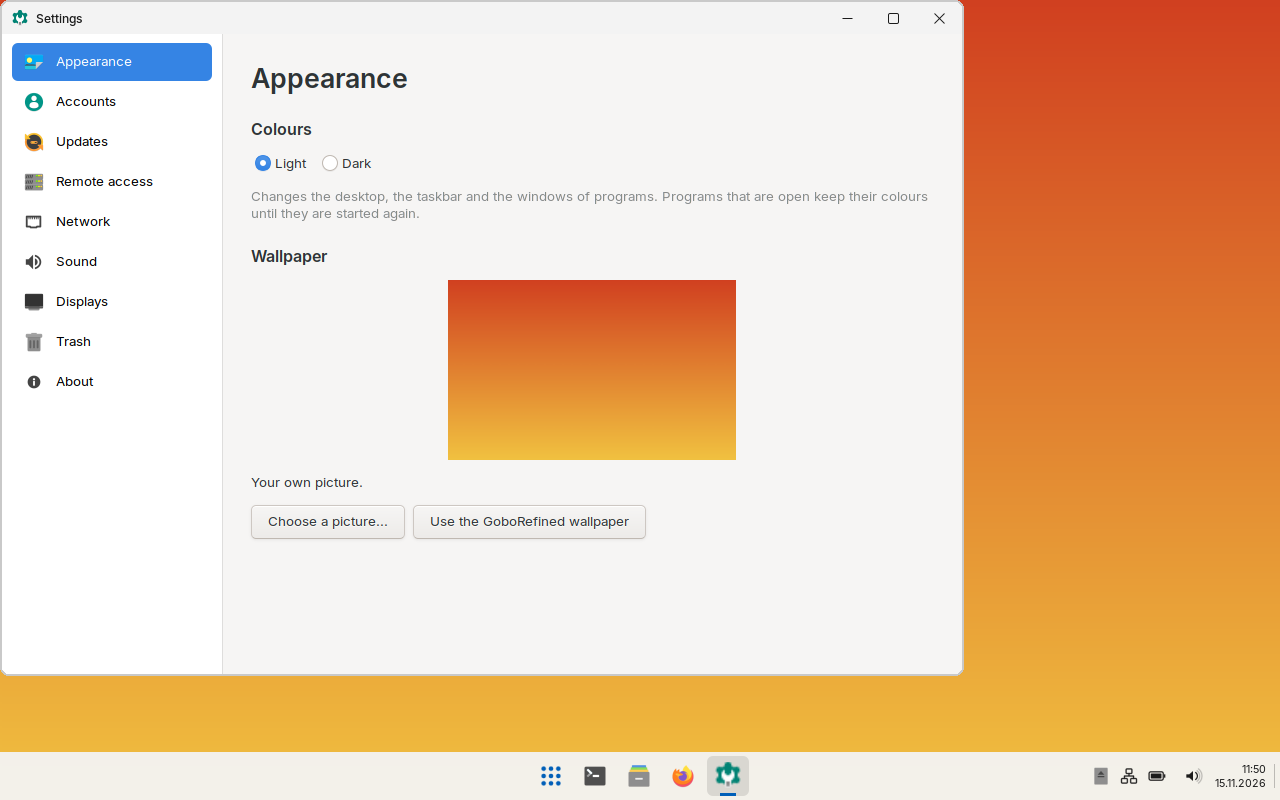 Settings
Appearance
Accounts
Updates
Remote access
Network
Sound
Displays
Trash
About
Appearance
Colours
Light Dark
Changes the desktop, the taskbar and the windows of programs. Programs that are open keep their colours
until they are started again.
Wallpaper
Your own picture.
Choose a picture... Use the GoboRefined wallpaper
11:50
15.11.2026